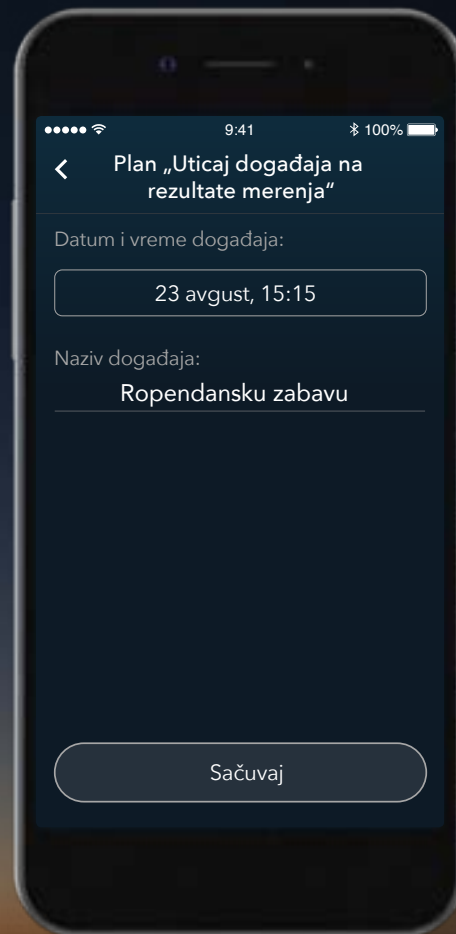 9:41
100%
Plan „Uticaj događaja na
rezultate merenja“
Datum i vreme događaja:
23 avgust, 15:15
Naziv događaja:
Ropendansku zabavu
Sačuvaj